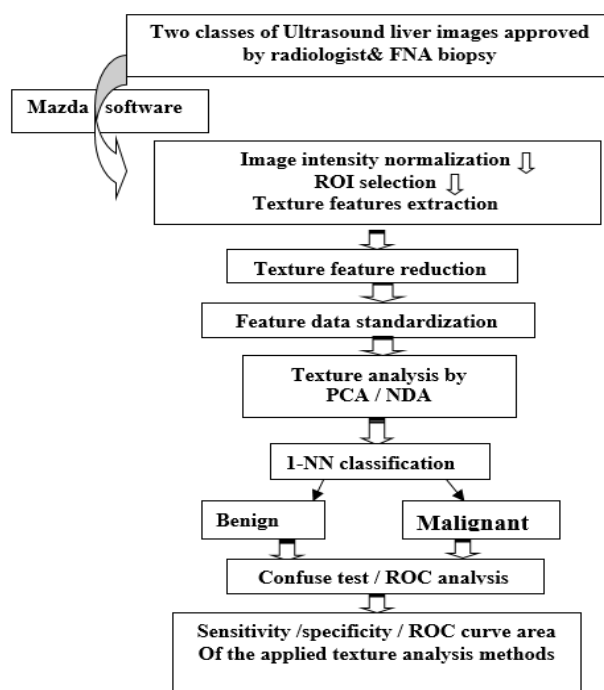 Two classes of Ultrasound liver images approved
by radiologist& FNA biopsy
Mazda software
Image intensity normalization
ROI selection
Texture features extraction
Texture feature reduction
Feature data standardization
Texture analysis by
PCA / NDA
1-NN classification
Benign
Malignant
Confuse test / ROC analysis
Sensitivity /specificity / ROC curve area
Of the applied texture analysis methods